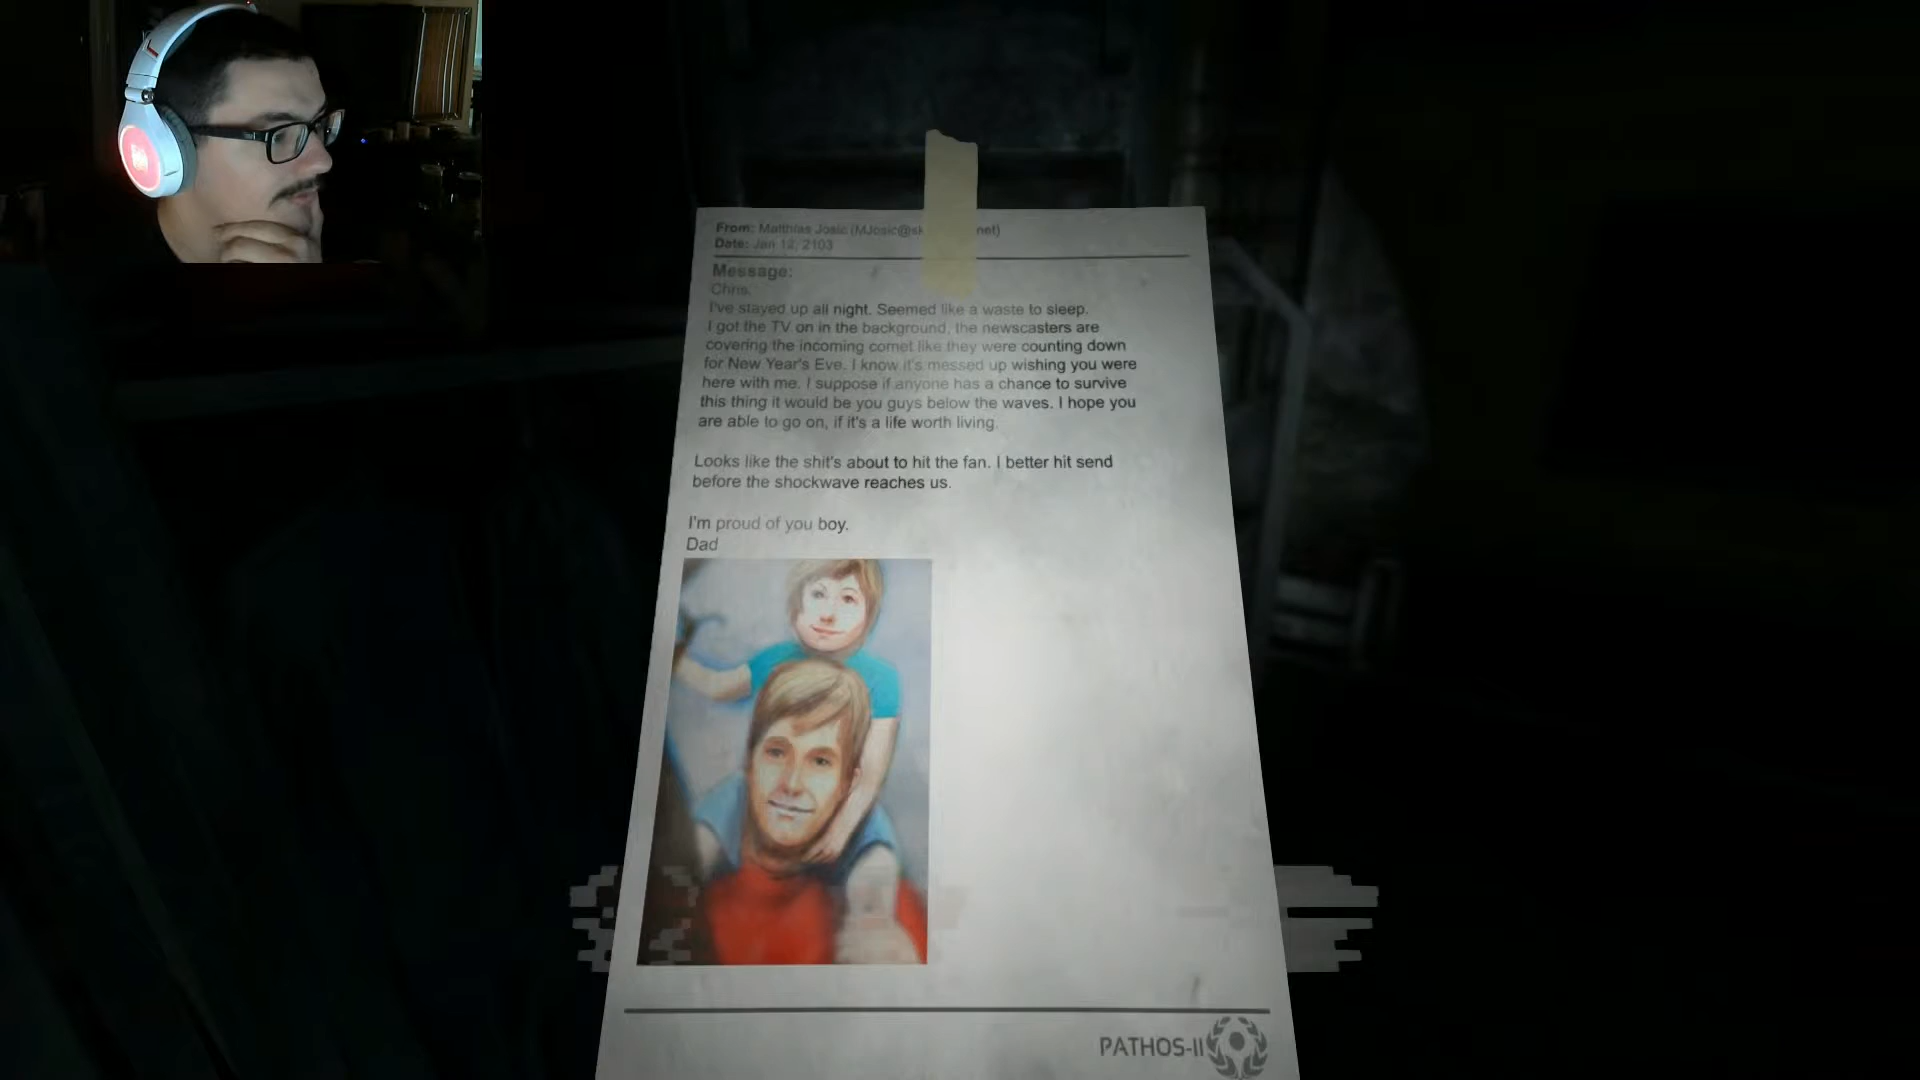 From: Matthias Josic (MJosic@sk net)
Date: Jan 12, 2103
Message:
Chris,
I've stayed up all night. Seemed like a waste to sleep.
I got the TV on in the background, the newscasters are
covering the incoming comet like they were counting down
for New Year's Eve. I know it's messed up wishing you were
here with me. I suppose if anyone has a chance to survive
this thing it would be you guys below the waves. I hope you
are able to go on, if it's a life worth living.
Looks like the shit's about to hit the fan. I better hit send
before the shockwave reaches us.
I'm proud of you boy.
Dad
PATHOS-II